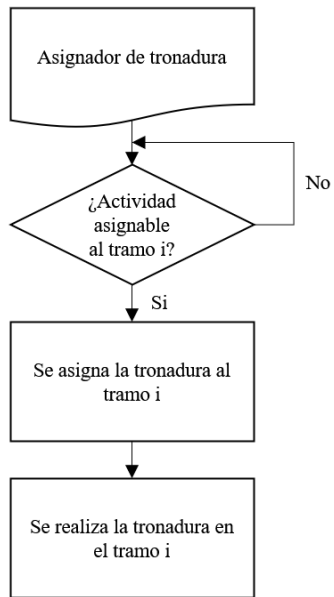 Asignador de tronadura
No
¿Actividad
asignable
al tramo i?
Si
Se asigna la tronadura al
tramo i
Se realiza la tronadura en
el tramo i